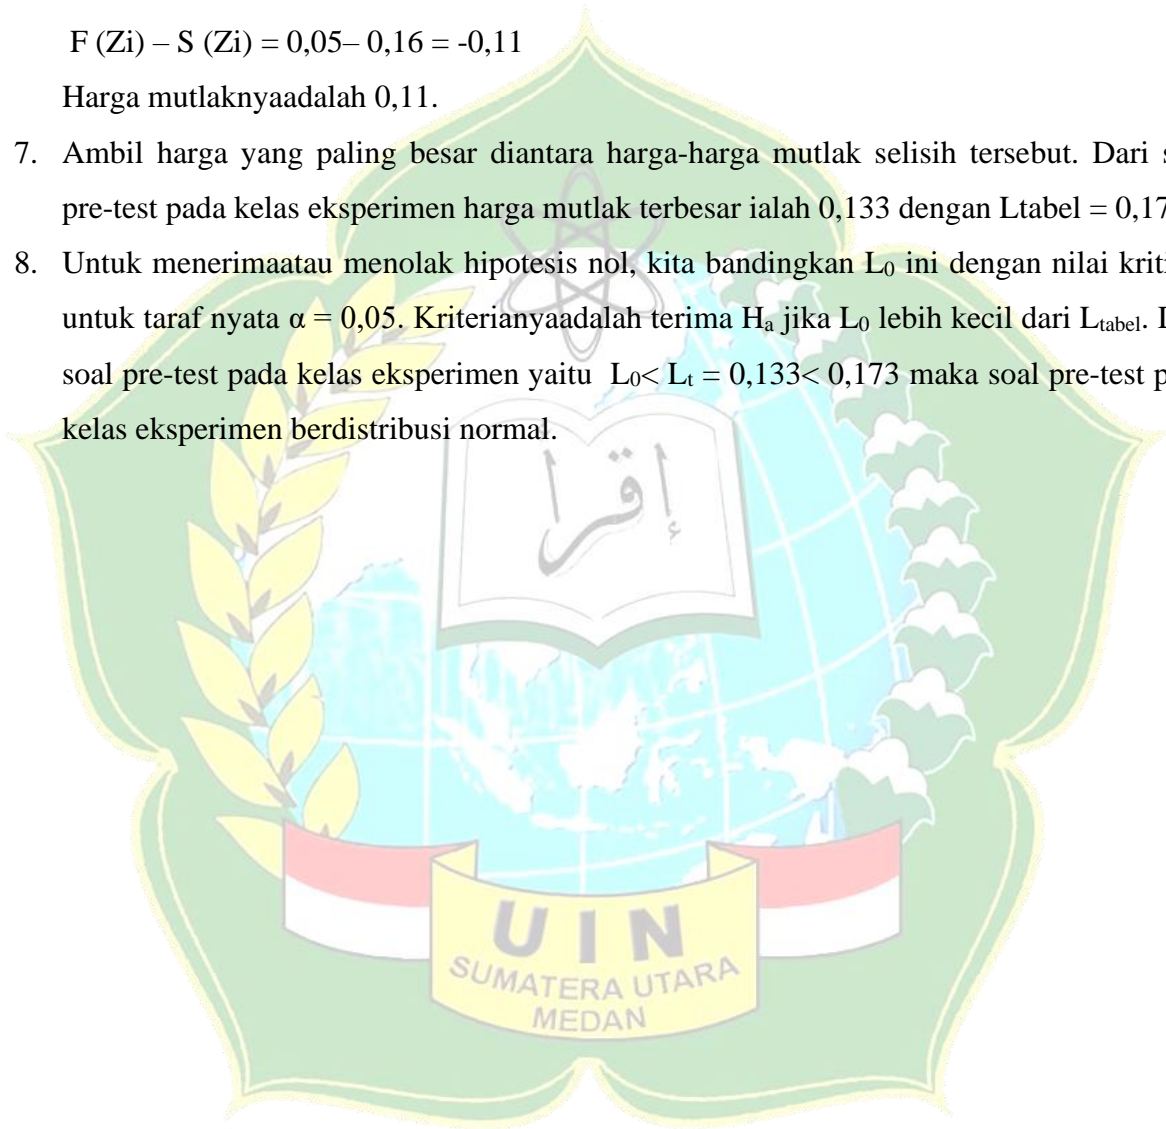 F (Zi) – S (Zi) = 0,05– 0,16 = -0,11
Harga mutlaknyaadalah 0,11.
7. Ambil harga yang paling besar diantara harga-harga mutlak selisih tersebut. Dari
pre-test pada kelas eksperimen harga mutlak terbesar ialah 0,133 dengan Ltabel = 0,17
8. Untuk menerimaatau menolak hipotesis nol, kita bandingkan L₀ ini dengan nilai
untuk taraf nyata α = 0,05. Kriterianyaadalah terima Hₐ jika L₀ lebih kecil dari Ltabel.
soal pre-test pada kelas eksperimen yaitu L₀< Lₜ = 0,133< 0,173 maka soal pre-test
kelas eksperimen berdistribusi normal.
إقرا
UIN
SUMATERA UTARA
MEDAN